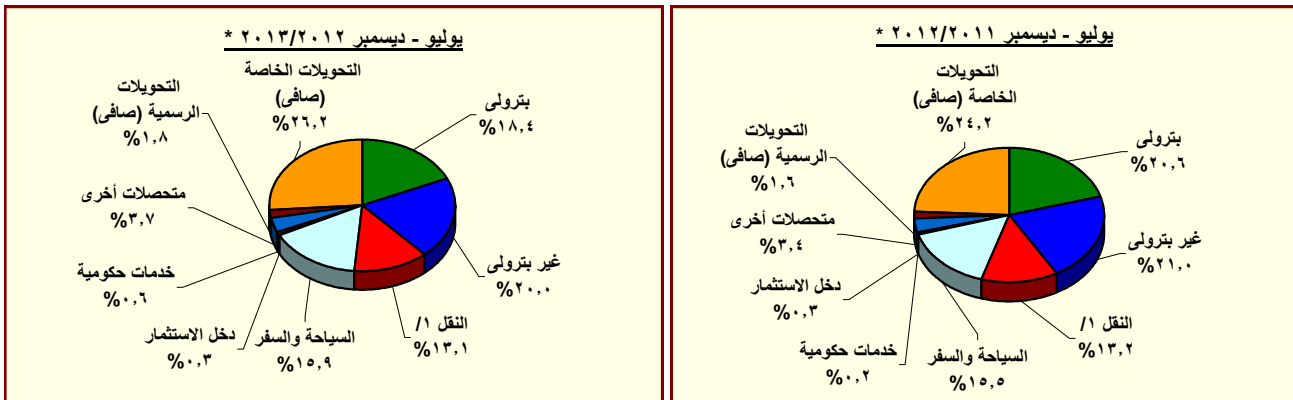 يوليو - ديسمبر ٢٠١٢/٢٠١١ *
التحويلات
الخاصة (صافى)
%٢٤,٢
بترولى
%٢٠,٦
غير بترولى
%٢١,٠
النقل ١/
%١٣,٢
السياحة والسفر
%١٥,٥
خدمات حكومية
%٠,٢
دخل الاستثمار
%٠,٣
متحصلات أخرى
%٣,٤
التحويلات
الرسمية (صافى)
%١,٦
يوليو - ديسمبر ٢٠١٣/٢٠١٢ *
التحويلات الخاصة
(صافى)
%٢٦,٢
بترولى
%١٨,٤
غير بترولى
%٢٠,٠
النقل ١/
%١٣,١
السياحة والسفر
%١٥,٩
دخل الاستثمار
%٠,٣
خدمات حكومية
%٠,٦
متحصلات أخرى
%٣,٧
التحويلات
الرسمية (صافى)
%١,٨